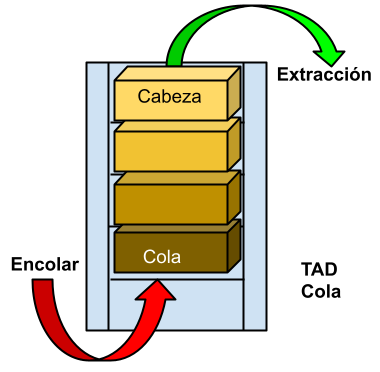 Extracción
Cabeza
Cola
Encolar
TAD
Cola